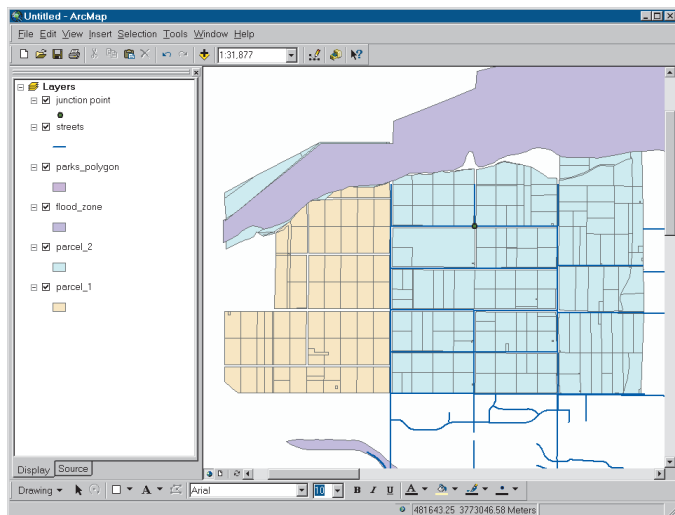 Untitled - ArcMap
File Edit View Insert Selection Tools Window Help
1:31,877
Layers
junction point
streets
parks_polygon
flood_zone
parcel_2
parcel_1
Display Source
Drawing A Arial 10 B I U A
481643.25 3773046.58 Meters